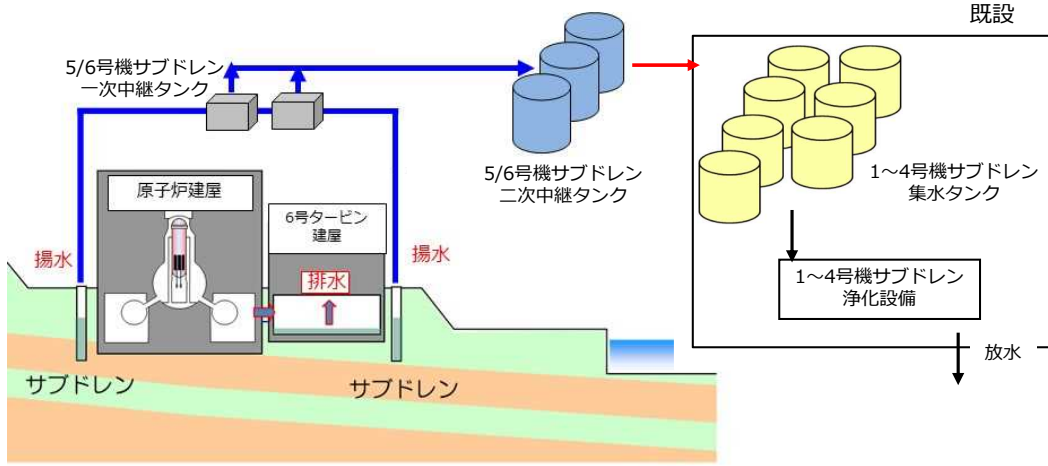 既設
5/6号機サブドレン
一次中継タンク
5/6号機サブドレン
二次中継タンク
1～4号機サブドレン
集水タンク
原子炉建屋
6号タービン
建屋
揚水
揚水
排水
1～4号機サブドレン
浄化設備
放水
サブドレン
サブドレン